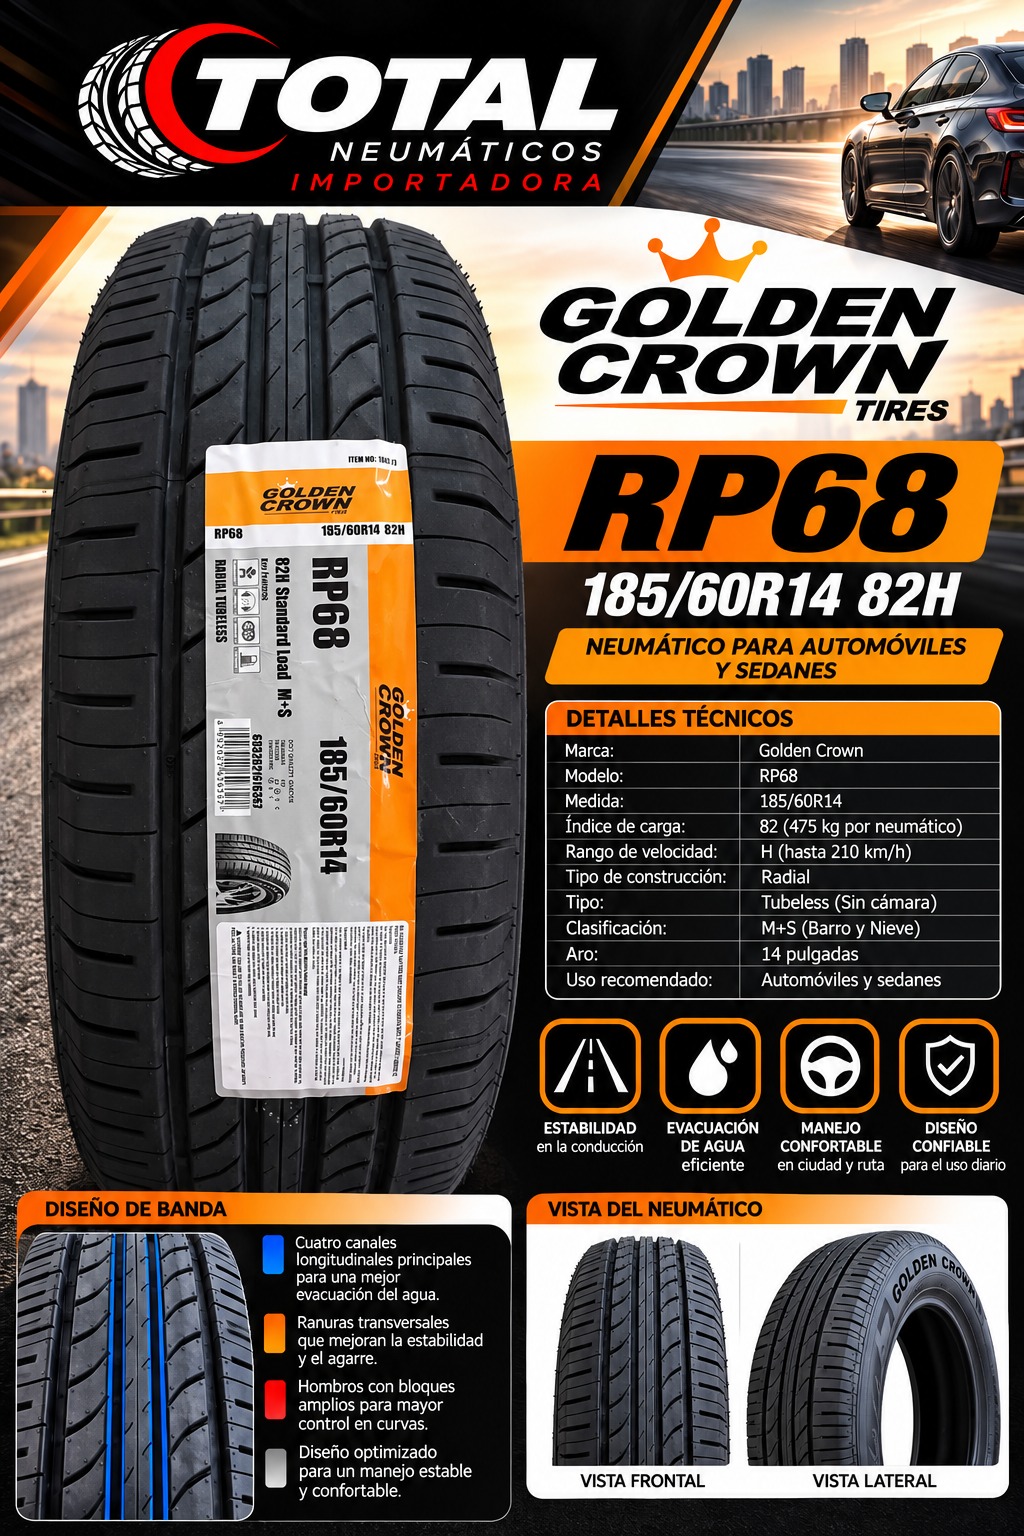 TOTAL
NEUMÁTICOS
IMPORTADORA
GOLDEN
CROWN
TIRES
RP68
185/60R14 82H
NEUMÁTICO PARA AUTOMÓVILES
Y SEDANES
ITEM NO:
GOLDEN
CROWN
TIRES
RP68 185/60R14 82H
RP68 185/60R14
82H Standard Load M+S
RADIAL TUBELESS
GOLDEN
CROWN
TIRES
DETALLES TÉCNICOS
Marca: Golden Crown
Modelo: RP68
Medida: 185/60R14
Índice de carga: 82 (475 kg por neumático)
Rango de velocidad: H (hasta 210 km/h)
Tipo de construcción: Radial
Tipo: Tubeless (Sin cámara)
Clasificación: M+S (Barro y Nieve)
Aro: 14 pulgadas
Uso recomendado: Automóviles y sedanes
ESTABILIDAD
en la conducción
EVACUACIÓN
DE AGUA
eficiente
MANEJO
CONFORTABLE
en ciudad y ruta
DISEÑO
CONFIABLE
para el uso diario
DISEÑO DE BANDA
Cuatro canales
longitudinales principales
para una mejor
evacuación del agua.
Ranuras transversales
que mejoran la estabilidad
y el agarre.
Hombros con bloques
amplios para mayor
control en curvas.
Diseño optimizado
para un manejo estable
y confortable.
VISTA DEL NEUMÁTICO
GOLDEN CROWN
VISTA FRONTAL
VISTA LATERAL